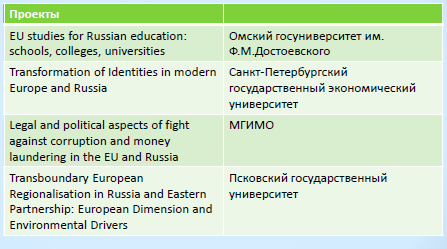 Проекты
EU studies for Russian education:
schools, colleges, universities
Омский госуниверситет им.
Ф.М.Достоевского
Transformation of Identities in modern
Europe and Russia
Санкт-Петербургский
государственный экономический
университет
Legal and political aspects of fight
against corruption and money
laundering in the EU and Russia
МГИМО
Transboundary European
Regionalisation in Russia and Eastern
Partnership: European Dimension and
Environmental Drivers
Псковский государственный
университет